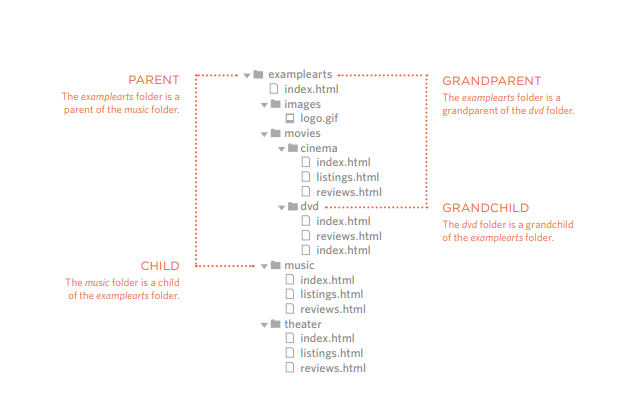 PARENT
The examplearts folder is a
parent of the music folder.
examplearts
index.html
images
logo.gif
movies
cinema
index.html
listings.html
reviews.html
dvd
index.html
reviews.html
index.html
music
index.html
listings.html
reviews.html
theater
index.html
listings.html
reviews.html
GRANDPARENT
The examplearts folder is a
grandparent of the dvd folder.
GRANDCHILD
The dvd folder is a grandchild
of the examplearts folder.
CHILD
The music folder is a child
of the examplearts folder.